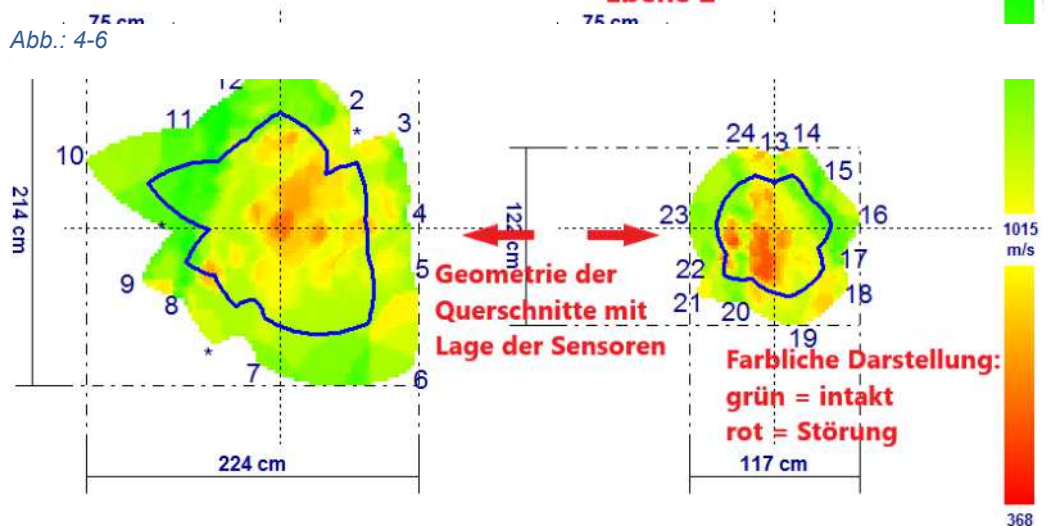 Ebene 2
75 cm
75 cm
Abb.: 4-6
12
2
*
3
11
10
24
13
14
15
214 cm
122 cm
4
23
16
1015
m/s
*
5
Geometrie der
Querschnitte mit
Lage der Sensoren
22
17
9
8
21
20
18
19
*
7
6
Farbliche Darstellung:
grün = intakt
rot = Störung
224 cm
117 cm
368